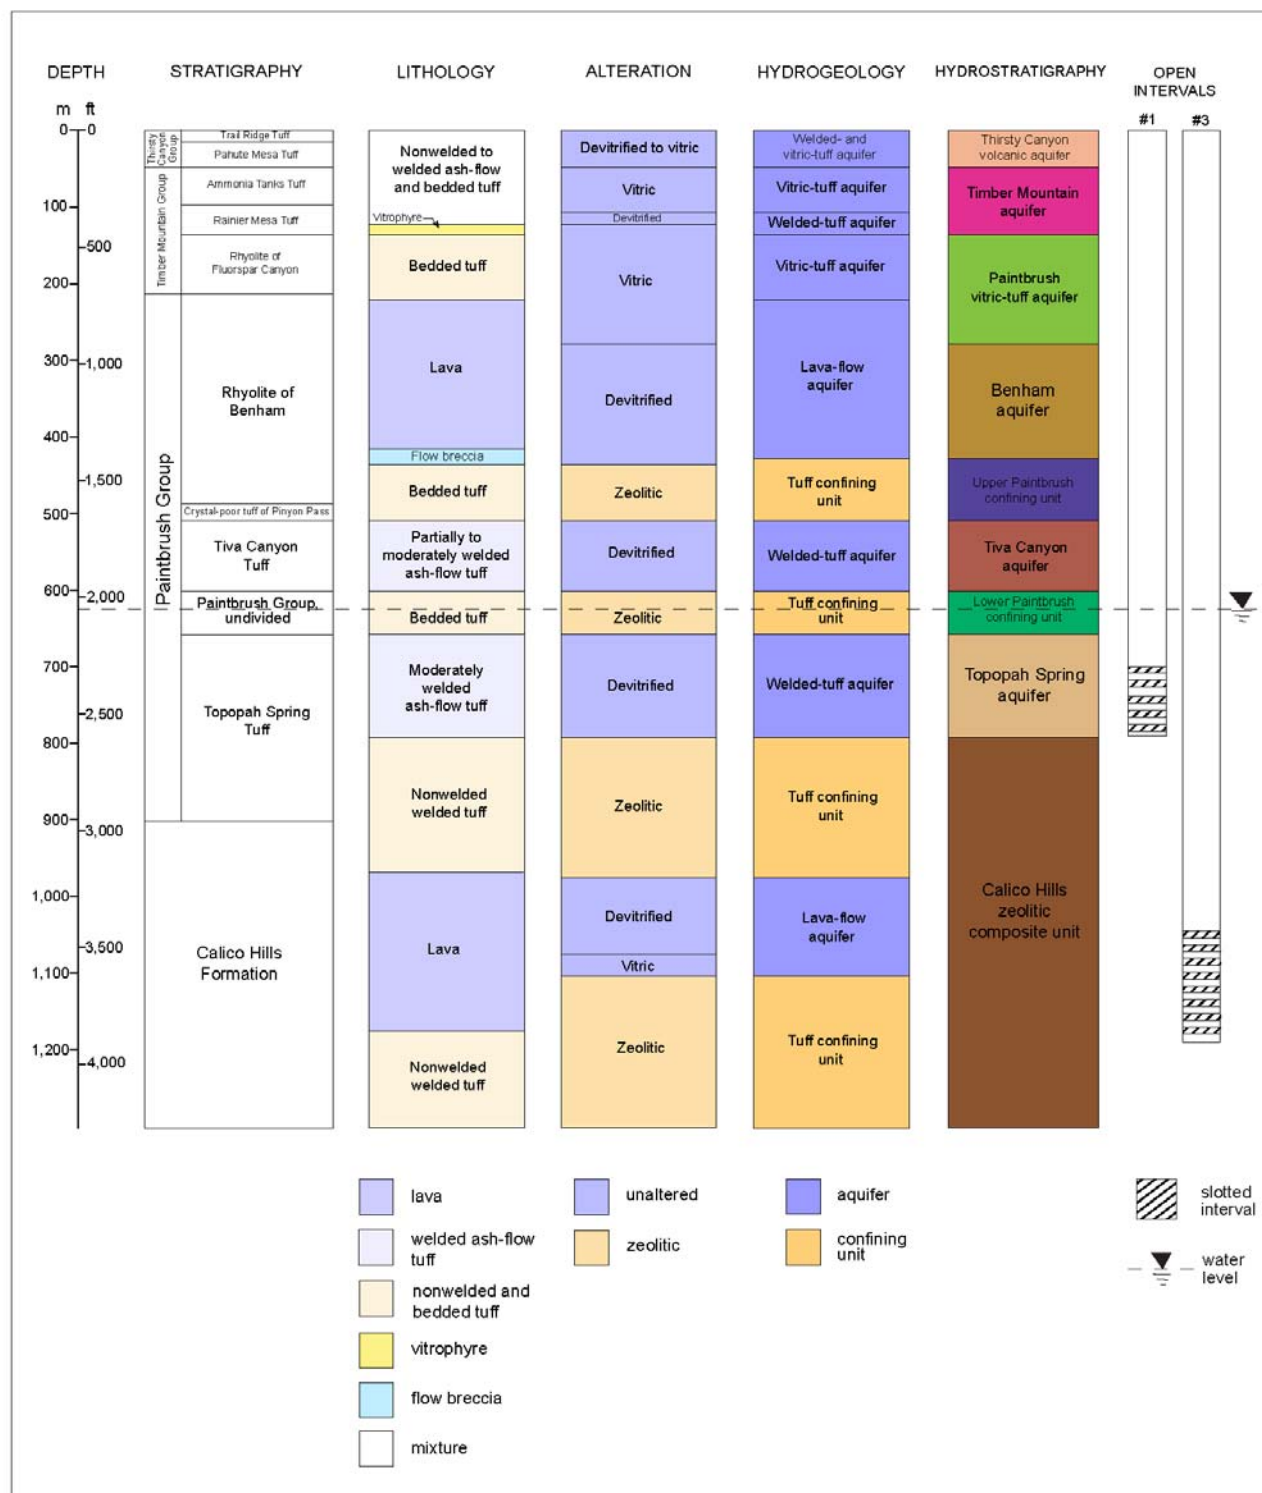 DEPTH
m ft
0 0
100
500
200
300
1,000
400
1,500
500
600
2,000
700
2,500
800
900
3,000
1,000
3,500
1,100
1,200
4,000
STRATIGRAPHY
Thirsty
Canyon
Group
Trail Ridge Tuff
Pahute Mesa Tuff
Timber Mountain Group
Ammonia Tanks Tuff
Rainier Mesa Tuff
Rhyolite of
Fluorspar Canyon
Paintbrush Group
Rhyolite of
Benham
Crystal-poor tuff of Pinyon Pass
Tiva Canyon
Tuff
Paintbrush Group,
undivided
Topopah Spring
Tuff
Calico Hills
Formation
LITHOLOGY
Nonwelded to
welded ash-flow
and bedded tuff
Vitrophyre
Bedded tuff
Lava
Flow breccia
Bedded tuff
Partially to
moderately welded
ash-flow tuff
Bedded tuff
Moderately
welded
ash-flow tuff
Nonwelded
welded tuff
Lava
Nonwelded
welded tuff
ALTERATION
Devitrified to vitric
Vitric
Devitrified
Vitric
Devitrified
Zeolitic
Devitrified
Zeolitic
Devitrified
Zeolitic
Devitrified
Vitric
Zeolitic
HYDROGEOLOGY
Welded- and
vitric-tuff aquifer
Vitric-tuff aquifer
Welded-tuff aquifer
Vitric-tuff aquifer
Lava-flow
aquifer
Tuff confining
unit
Welded-tuff aquifer
Tuff confining
unit
Welded-tuff aquifer
Tuff confining
unit
Lava-flow
aquifer
Tuff confining
unit
HYDROSTRATIGRAPHY
Thirsty Canyon
volcanic aquifer
Timber Mountain
aquifer
Paintbrush
vitric-tuff aquifer
Benham
aquifer
Upper Paintbrush
confining unit
Tiva Canyon
aquifer
Lower Paintbrush
confining unit
Topopah Spring
aquifer
Calico Hills
zeolitic
composite unit
OPEN
INTERVALS
#1
#3
lava
welded ash-flow
tuff
nonwelded and
bedded tuff
vitrophyre
flow breccia
mixture
unaltered
zeolitic
aquifer
confining
unit
slotted
interval
water
level